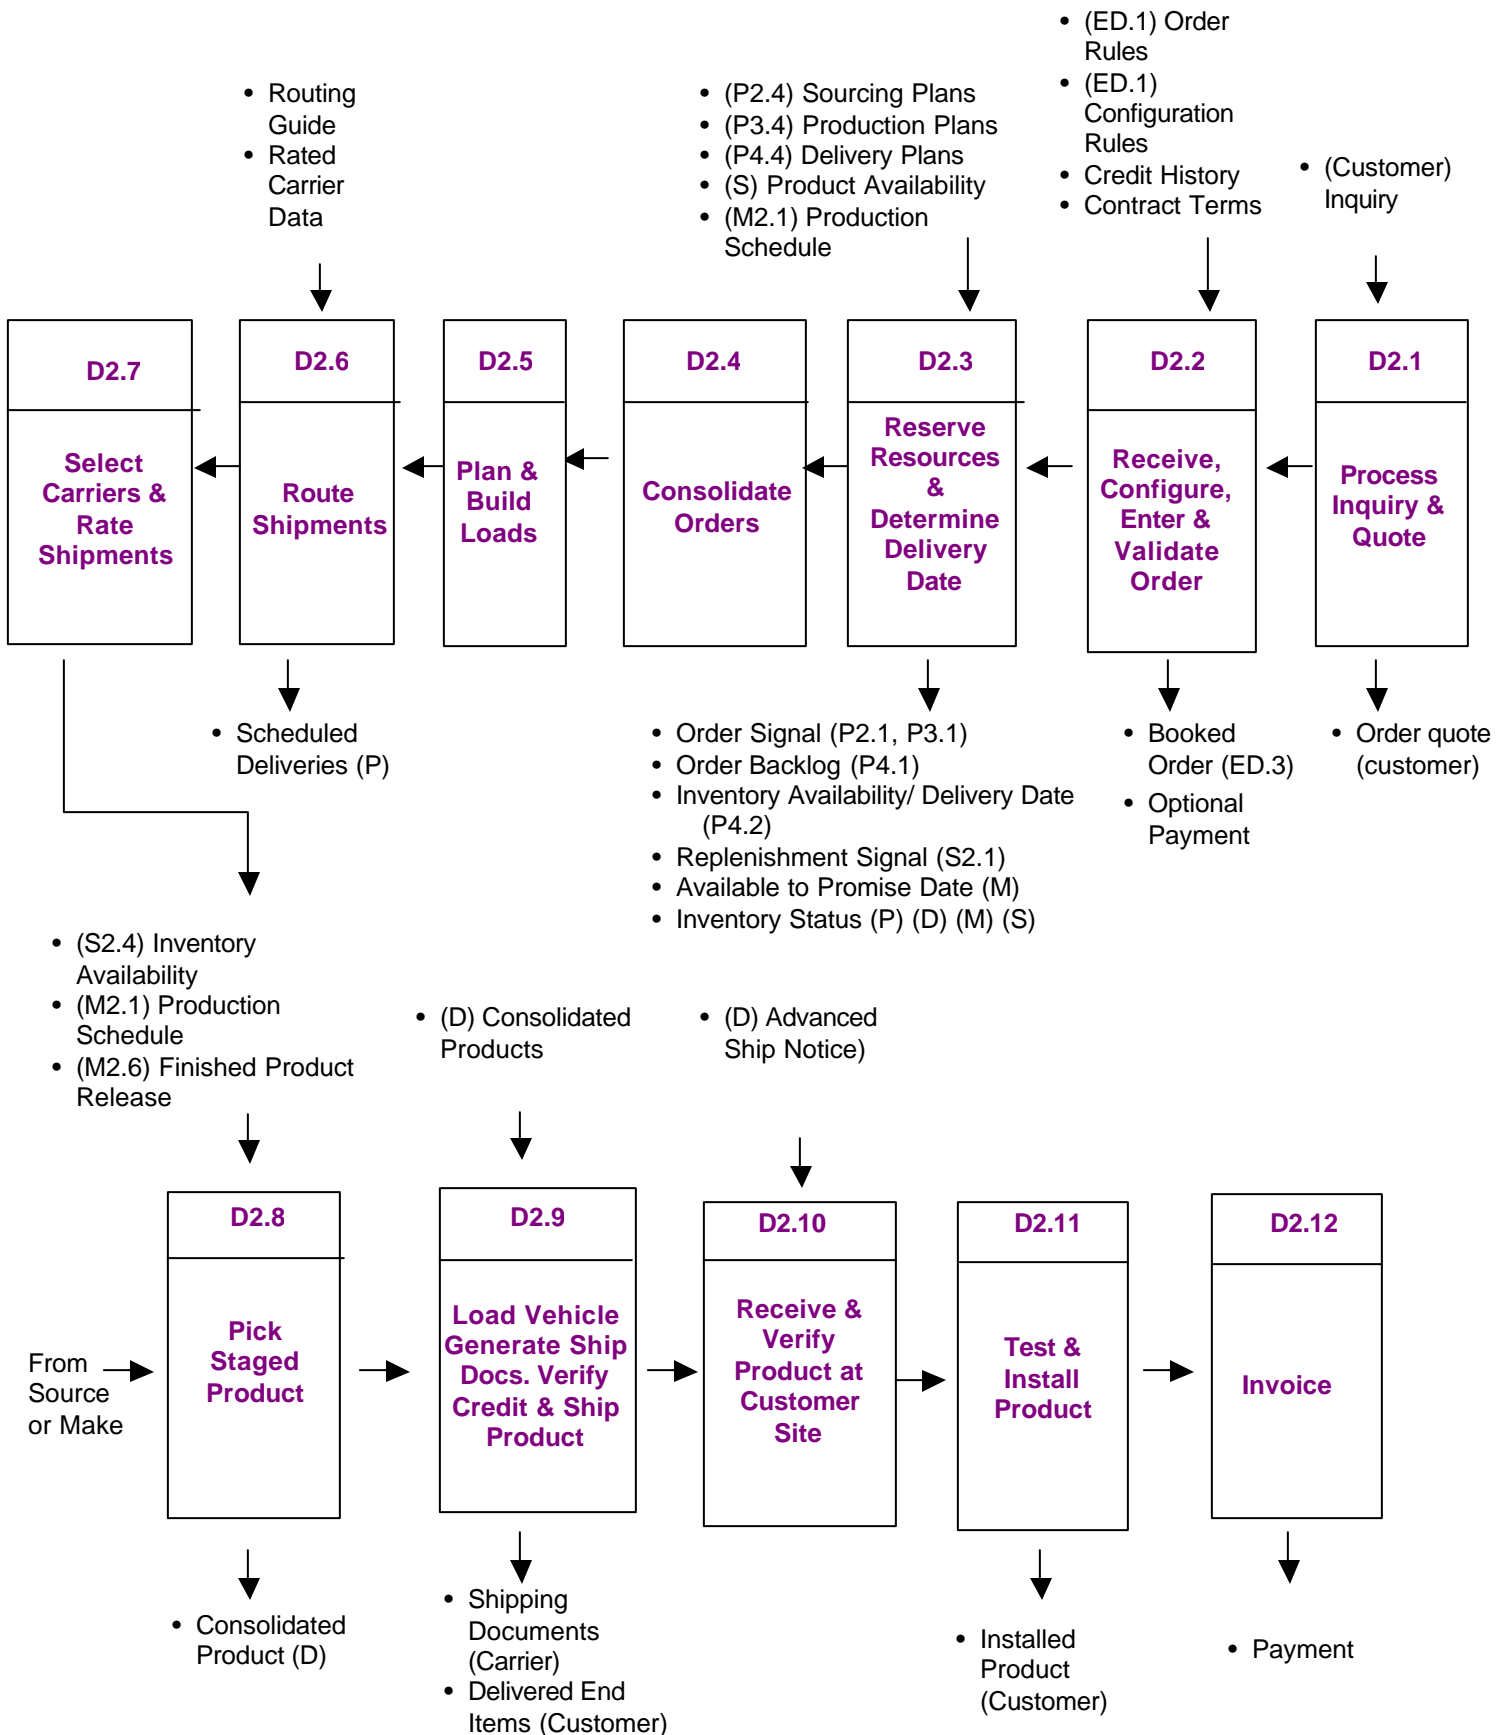 • (ED.1) Order
Rules
• (ED.1)
Configuration
Rules
• Credit History
• Contract Terms
• Routing
Guide
• Rated
Carrier
Data
• (P2.4) Sourcing Plans
• (P3.4) Production Plans
• (P4.4) Delivery Plans
• (S) Product Availability
• (M2.1) Production
Schedule
• (Customer)
Inquiry
D2.7
Select
Carriers &
Rate
Shipments
D2.6
Route
Shipments
D2.5
Plan &
Build
Loads
D2.4
Consolidate
Orders
D2.3
Reserve
Resources
&
Determine
Delivery
Date
D2.2
Receive,
Configure,
Enter &
Validate
Order
D2.1
Process
Inquiry &
Quote
• Scheduled
Deliveries (P)
• Order Signal (P2.1, P3.1)
• Order Backlog (P4.1)
• Inventory Availability/ Delivery Date
(P4.2)
• Replenishment Signal (S2.1)
• Available to Promise Date (M)
• Inventory Status (P) (D) (M) (S)
• Booked
Order (ED.3)
• Optional
Payment
• Order quote
(customer)
• (S2.4) Inventory
Availability
• (M2.1) Production
Schedule
• (M2.6) Finished Product
Release
• (D) Consolidated
Products
• (D) Advanced
Ship Notice)
From
Source
or Make
D2.8
Pick
Staged
Product
D2.9
Load Vehicle
Generate Ship
Docs. Verify
Credit & Ship
Product
D2.10
Receive &
Verify
Product at
Customer
Site
D2.11
Test &
Install
Product
D2.12
Invoice
• Consolidated
Product (D)
• Shipping
Documents
(Carrier)
• Delivered End
Items (Customer)
• Installed
Product
(Customer)
• Payment